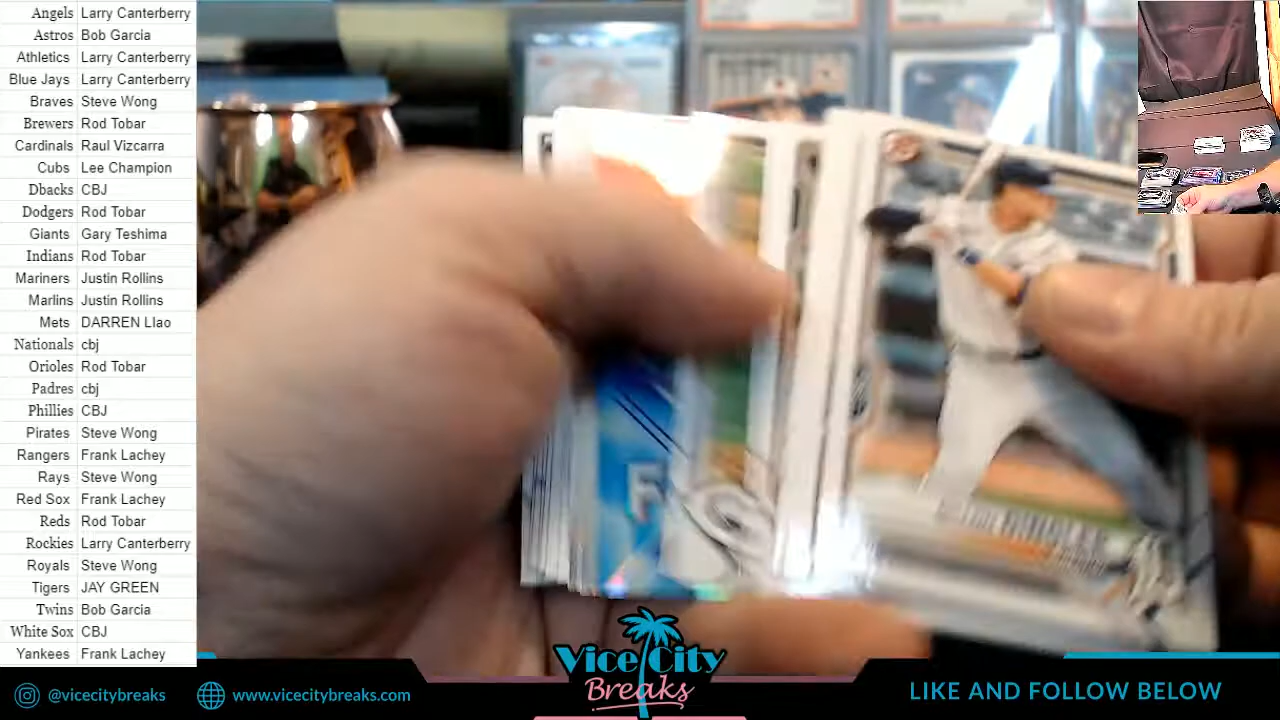 Angels Larry Canterberry
Astros Bob Garcia
Athletics Larry Canterberry
Blue Jays Larry Canterberry
Braves Steve Wong
Brewers Rod Tobar
Cardinals Raul Vizcarra
Cubs Lee Champion
Dbacks CBJ
Dodgers Rod Tobar
Giants Gary Teshima
Indians Rod Tobar
Mariners Justin Rollins
Marlins Justin Rollins
Mets DARREN LIao
Nationals cbj
Orioles Rod Tobar
Padres cbj
Phillies CBJ
Pirates Steve Wong
Rangers Frank Lachey
Rays Steve Wong
Red Sox Frank Lachey
Reds Rod Tobar
Rockies Larry Canterberry
Royals Steve Wong
Tigers JAY GREEN
Twins Bob Garcia
White Sox CBJ
Yankees Frank Lachey
Vice City
Breaks
@vicecitybreaks
www.vicecitybreaks.com
LIKE AND FOLLOW BELOW